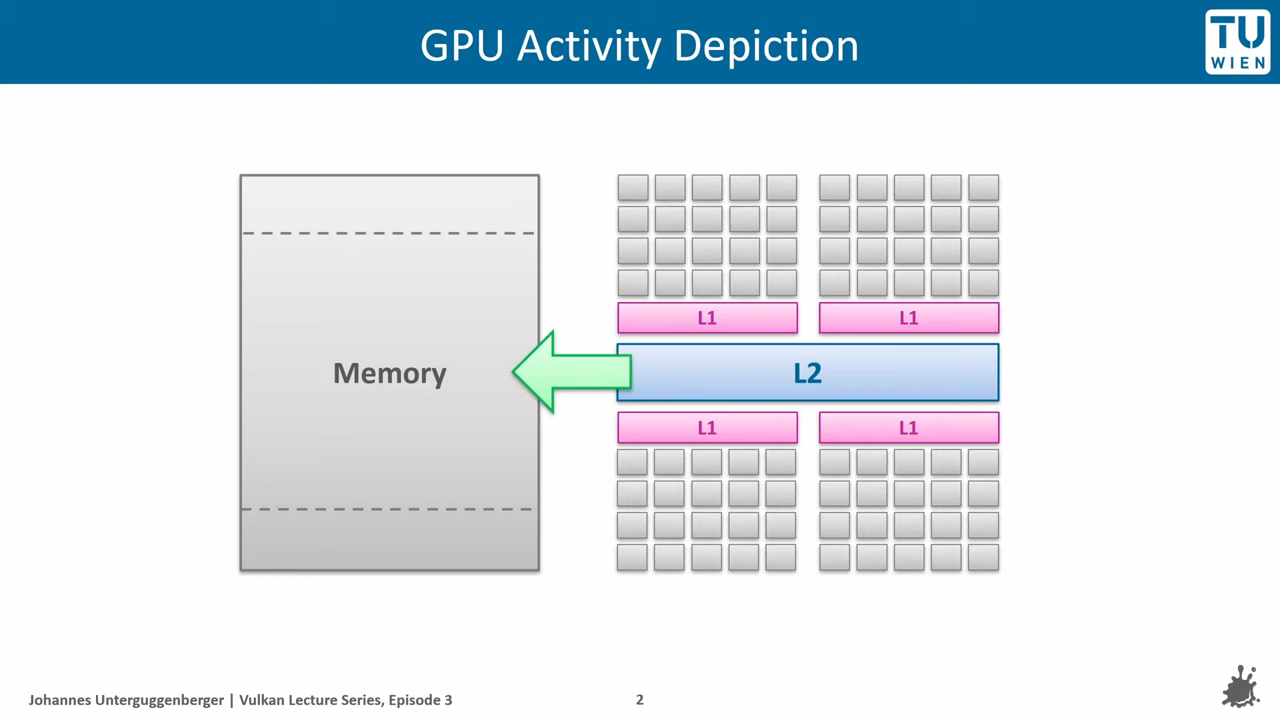 GPU Activity Depiction
TU
WIEN
L1
L1
Memory
L2
L1
L1
Johannes Unterguggenberger | Vulkan Lecture Series, Episode 3
2